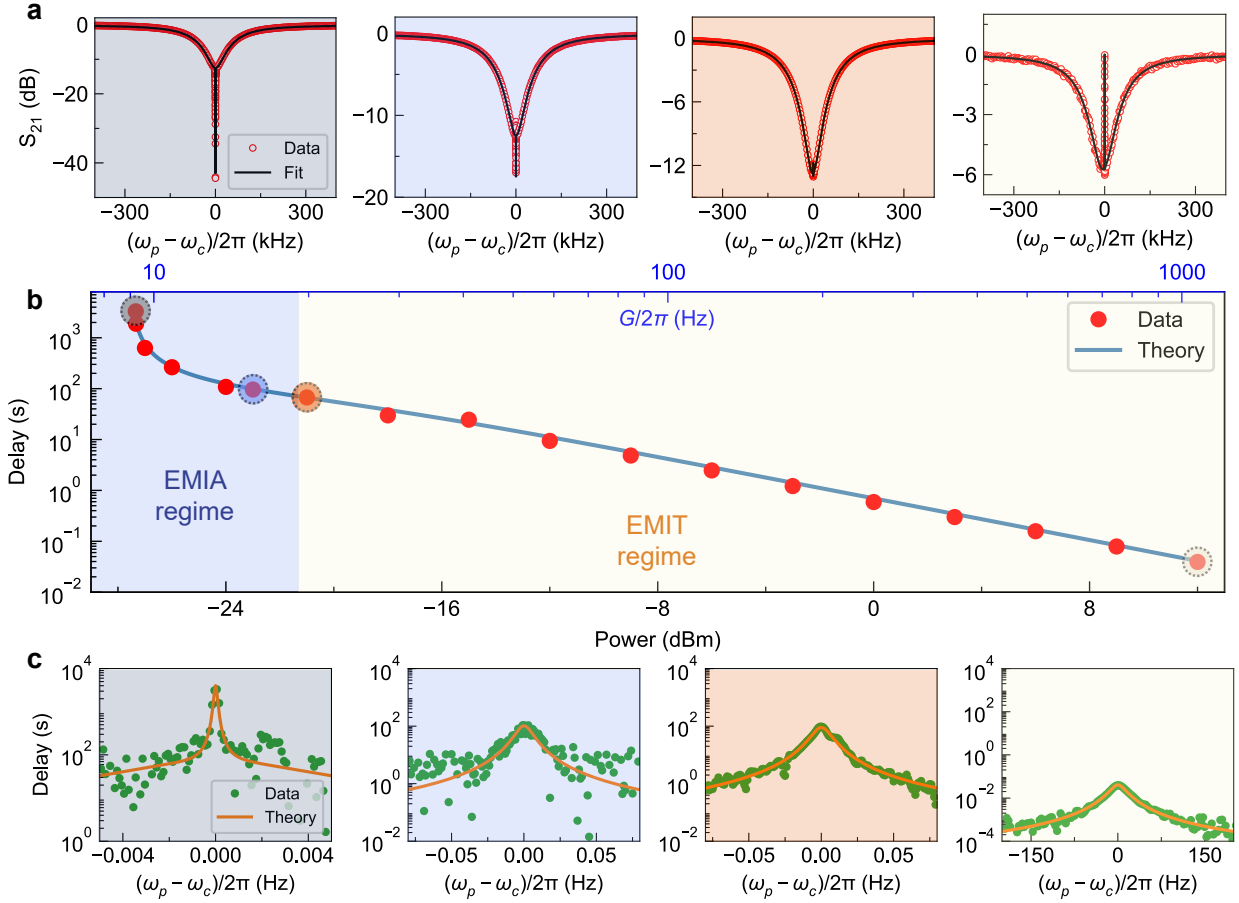 a
0
−20
−40
S21 (dB)
Data
Fit
−300
0
300
(ωp − ωc)/2π (kHz)
0
−10
−20
−300
0
300
(ωp − ωc)/2π (kHz)
0
−6
−12
−300
0
300
(ωp − ωc)/2π (kHz)
0
−3
−6
−300
0
300
(ωp − ωc)/2π (kHz)
b
10
100
1000
G/2π (Hz)
Data
Theory
10^3
10^2
10^1
10^0
10^−1
10^−2
Delay (s)
EMIA
regime
EMIT
regime
−24
−16
−8
0
8
Power (dBm)
c
10^4
10^2
10^0
Delay (s)
Data
Theory
−0.004
0.000
0.004
(ωp − ωc)/2π (Hz)
10^4
10^2
10^0
10^−2
−0.05
0.00
0.05
(ωp − ωc)/2π (Hz)
10^4
10^2
10^0
10^−2
−0.05
0.00
0.05
(ωp − ωc)/2π (Hz)
10^4
10^2
10^0
10^−2
10^−4
−150
0
150
(ωp − ωc)/2π (Hz)